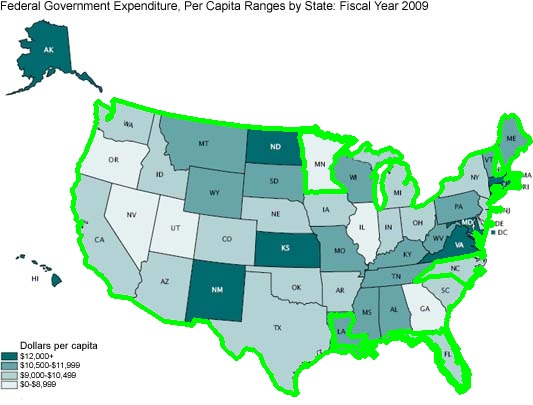 Federal Government Expenditure, Per Capita Ranges by State: Fiscal Year 2009
AK
WA
MT
ND
MN
ME
VT
OR
ID
SD
WI
NY
MA
RI
WY
MI
NV
UT
NE
IA
PA
NJ
CO
IL
IN
OH
MD
DE
DC
CA
KS
MO
WV
VA
KY
HI
AZ
NM
OK
AR
TN
NC
SC
TX
LA
MS
AL
GA
FL
Dollars per capita
$12,000+
$10,500-$11,999
$9,000-$10,499
$0-$8,999